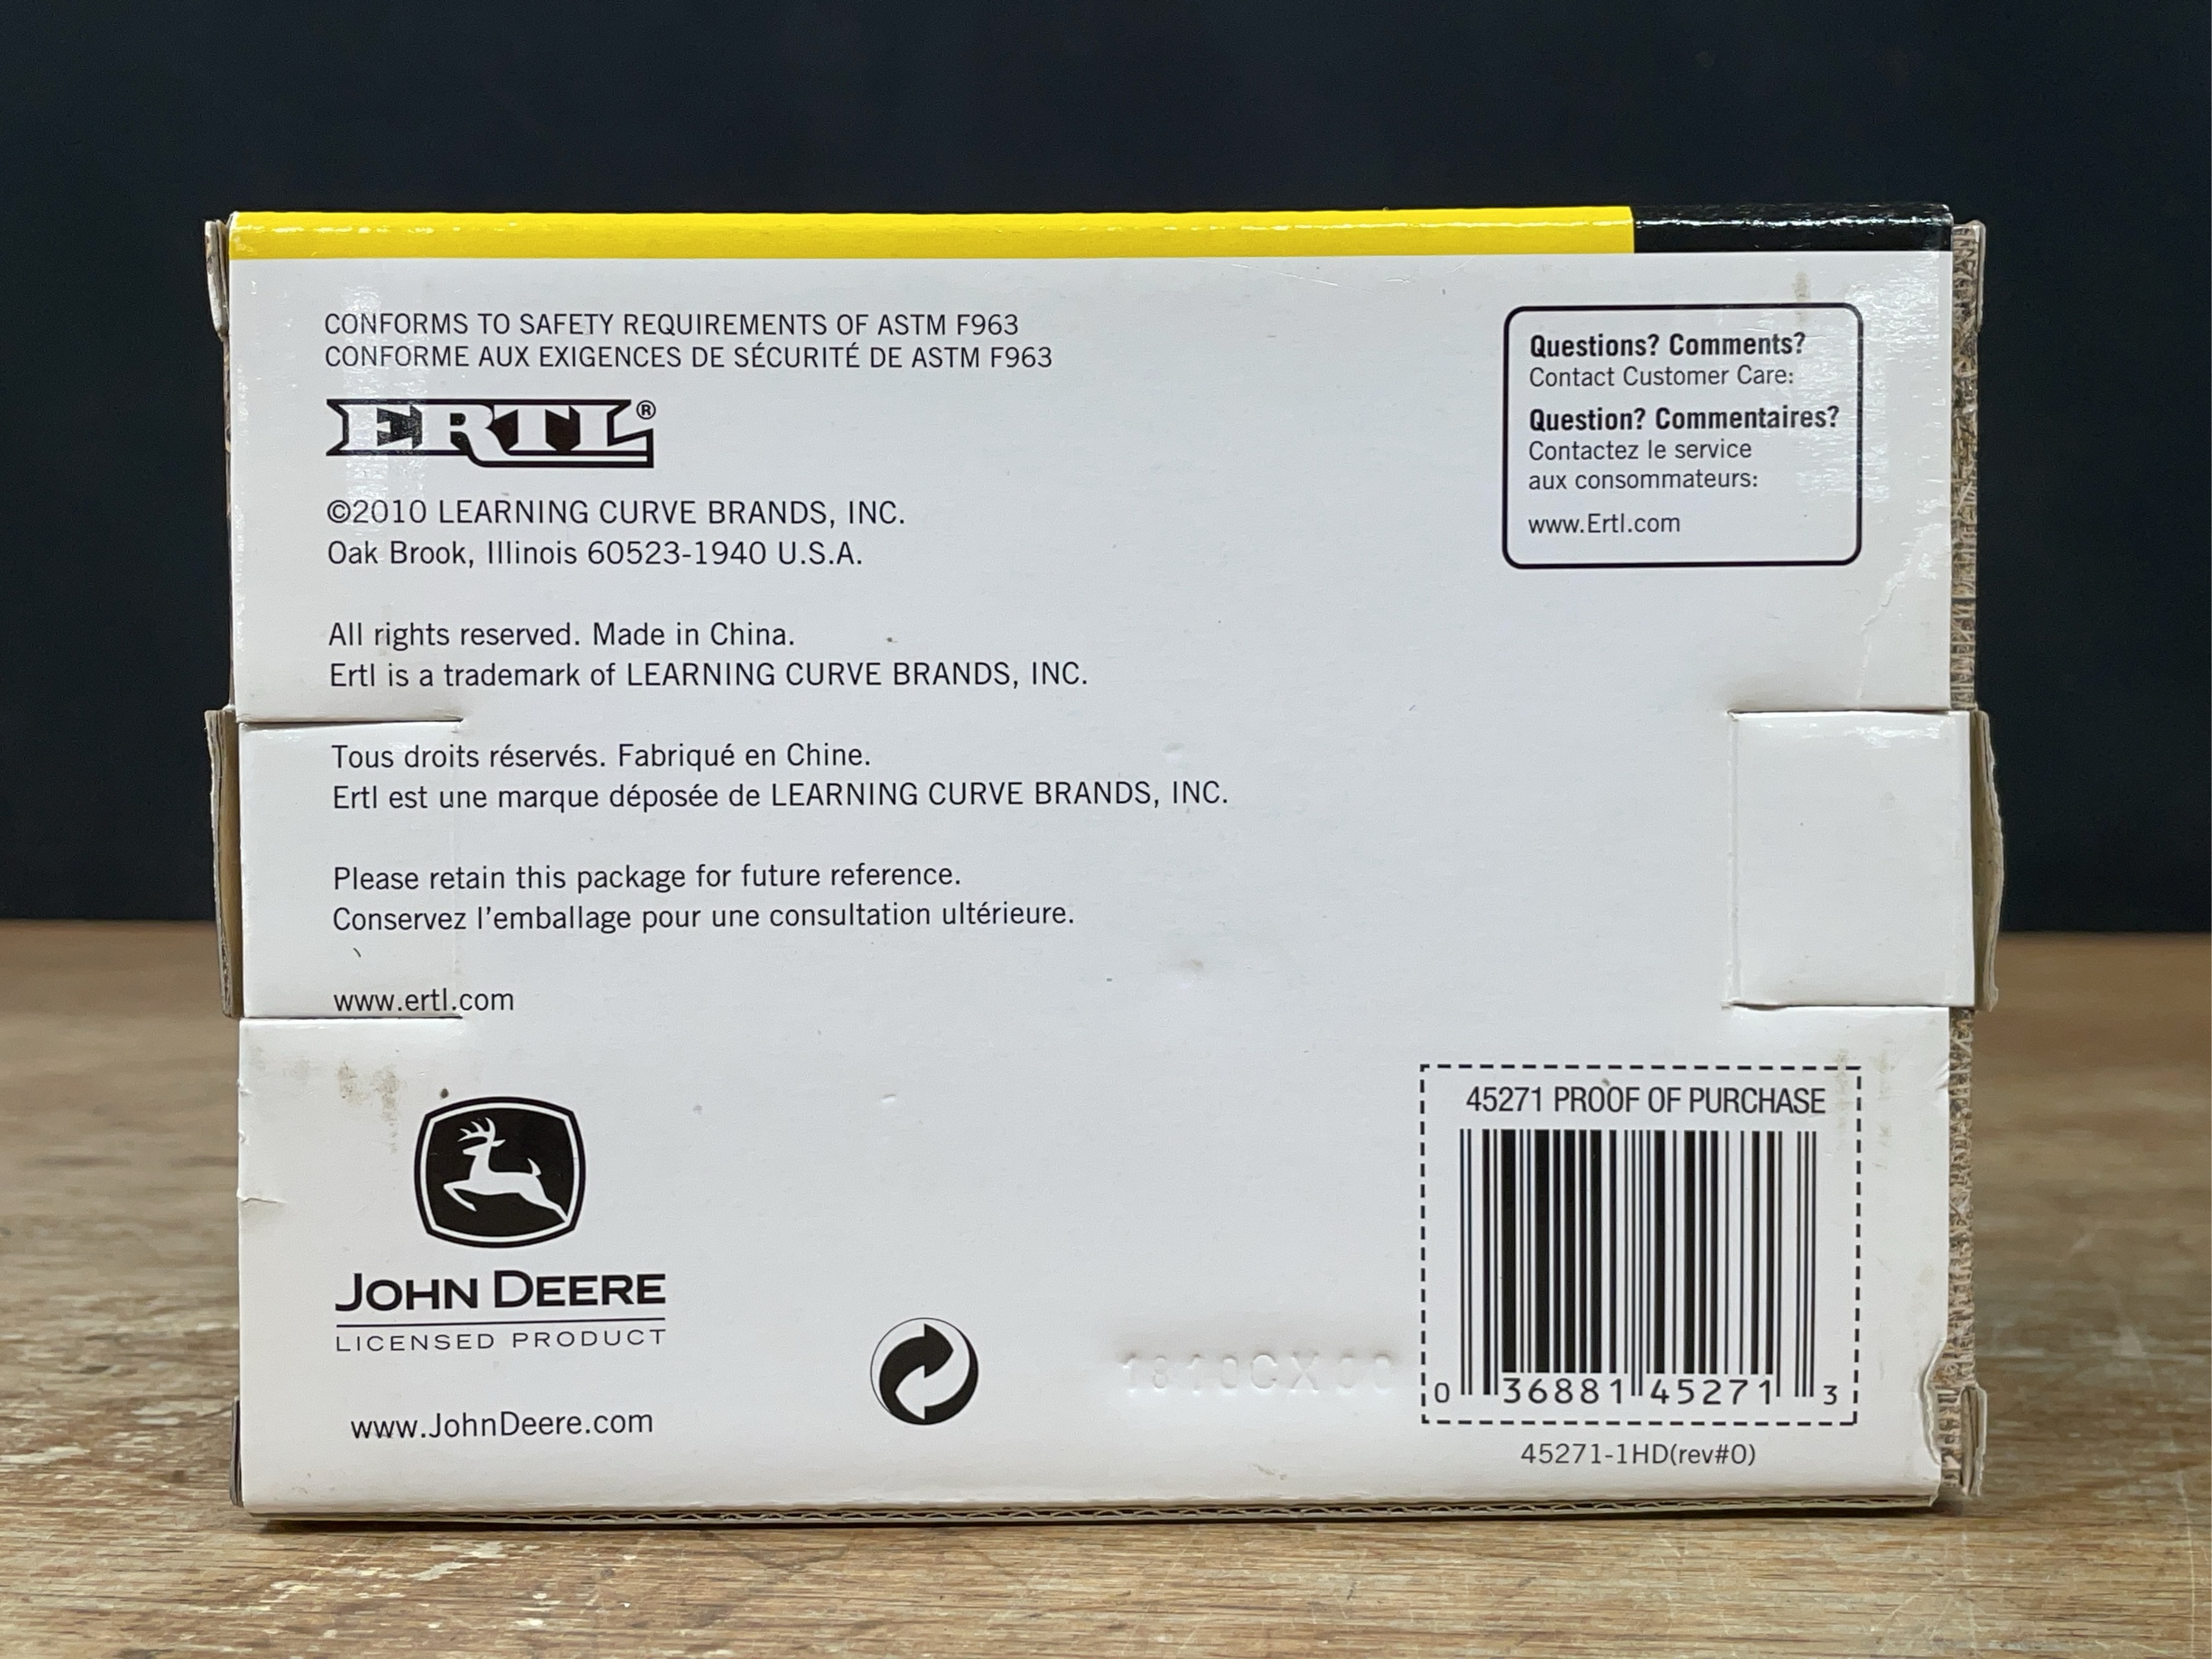 CONFORMS TO SAFETY REQUIREMENTS OF ASTM F963
CONFORME AUX EXIGENCES DE SÉCURITÉ DE ASTM F963
ERTL®
©2010 LEARNING CURVE BRANDS, INC.
Oak Brook, Illinois 60523-1940 U.S.A.
All rights reserved. Made in China.
Ertl is a trademark of LEARNING CURVE BRANDS, INC.
Tous droits réservés. Fabriqué en Chine.
Ertl est une marque déposée de LEARNING CURVE BRANDS, INC.
Please retain this package for future reference.
Conservez l'emballage pour une consultation ultérieure.
www.ertl.com
JOHN DEERE
LICENSED PRODUCT
www.JohnDeere.com
Questions? Comments?
Contact Customer Care:
Question? Commentaires?
Contactez le service
aux consommateurs:
www.Ertl.com
1810CX00
45271 PROOF OF PURCHASE
0 36881 45271 3
45271-1HD(rev#0)